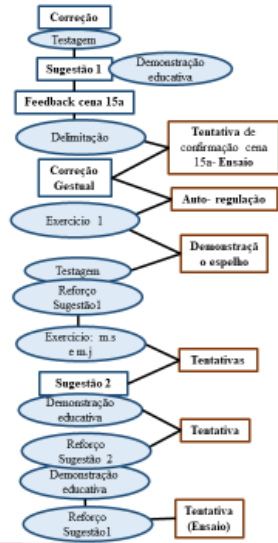 Correção
Testagem
Sugestão 1
Demonstração
educativa
Feedback cena 15a
Delimitação
Tentativa de
confirmação cena
15a- Ensaio
Correção
Gestual
Auto- regulação
Exercicio 1
Demonstraçã
o espelho
Testagem
Reforço
Sugestão1
Exercicio: m.s
e m.j
Tentativas
Sugestão 2
Demonstração
educativa
Tentativa
Reforço
Sugestão 2
Demonstração
educativa
Reforço
Sugestão1
Tentativa
(Ensaio)